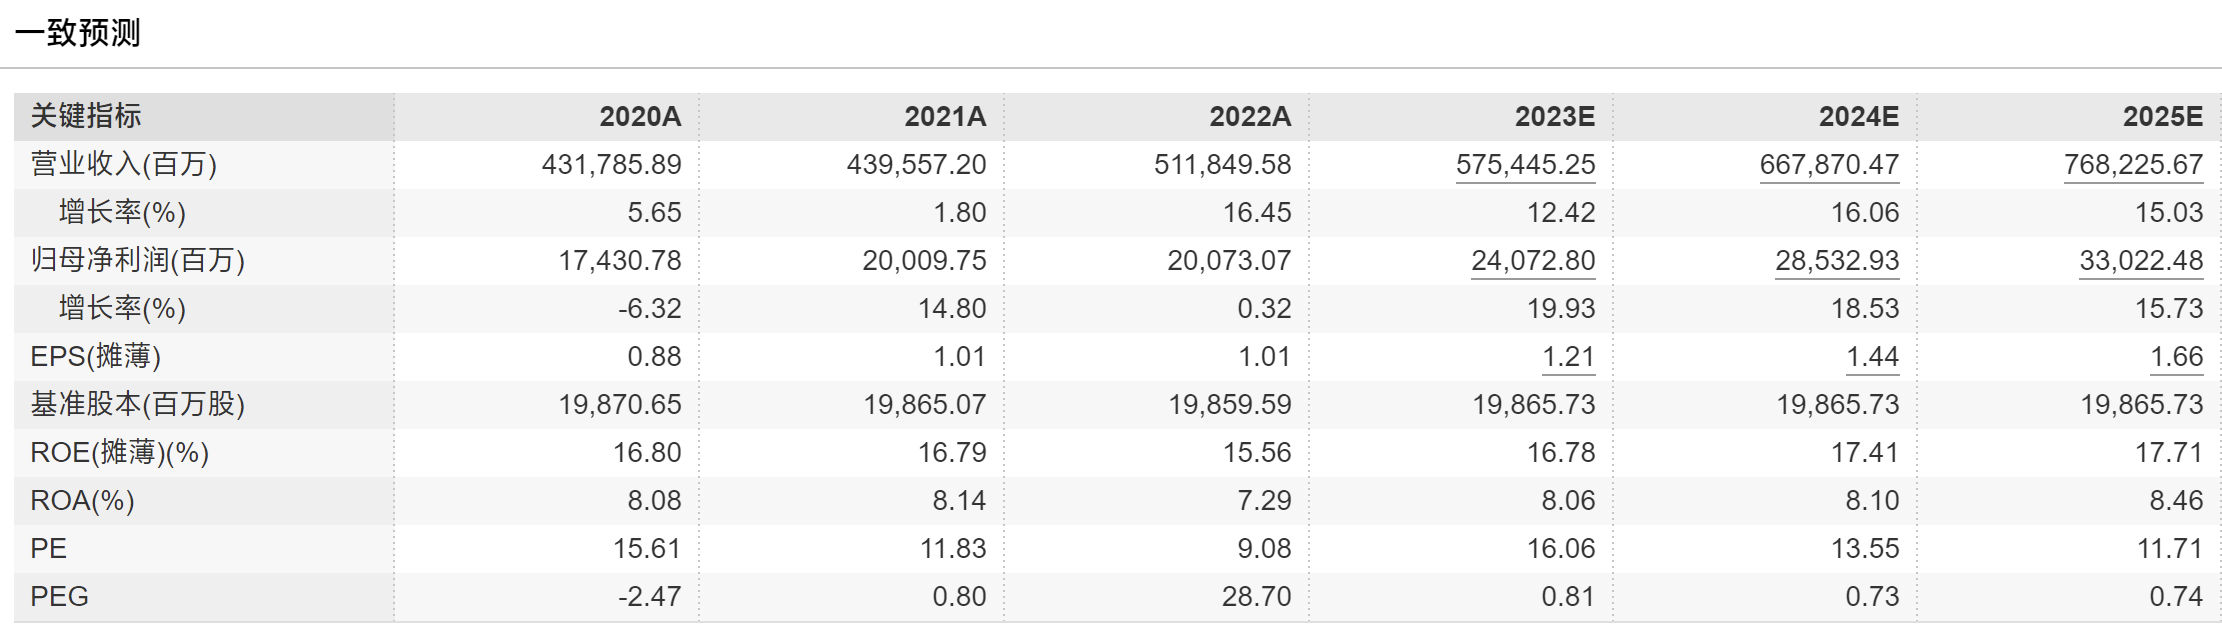 一致预测
关键指标 2020A 2021A 2022A 2023E 2024E 2025E
营业收入(百万) 431,785.89 439,557.20 511,849.58 575,445.25 667,870.47 768,225.67
增长率(%) 5.65 1.80 16.45 12.42 16.06 15.03
归母净利润(百万) 17,430.78 20,009.75 20,073.07 24,072.80 28,532.93 33,022.48
增长率(%) -6.32 14.80 0.32 19.93 18.53 15.73
EPS(摊薄) 0.88 1.01 1.01 1.21 1.44 1.66
基准股本(百万股) 19,870.65 19,865.07 19,859.59 19,865.73 19,865.73 19,865.73
ROE(摊薄)(%) 16.80 16.79 15.56 16.78 17.41 17.71
ROA(%) 8.08 8.14 7.29 8.06 8.10 8.46
PE 15.61 11.83 9.08 16.06 13.55 11.71
PEG -2.47 0.80 28.70 0.81 0.73 0.74